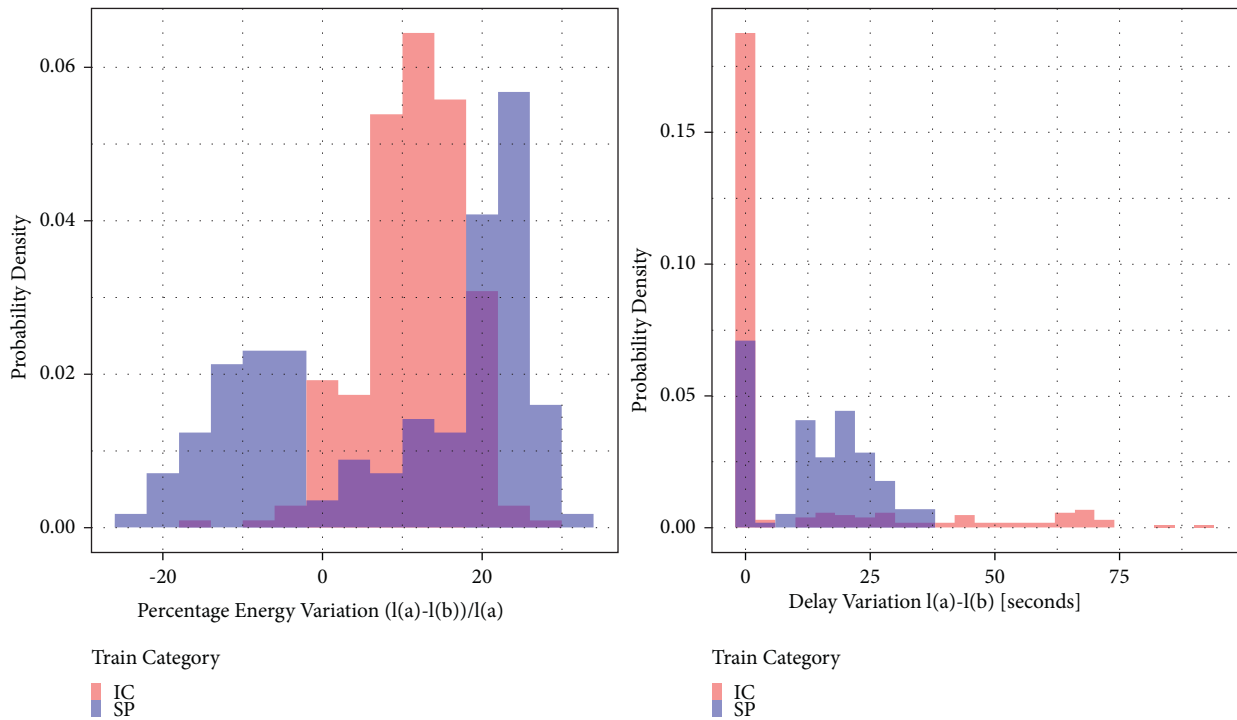 0.06
0.04
0.02
0.00
Probability Density
-20 0 20
Percentage Energy Variation (l(a)-l(b))/l(a)
Train Category
IC
SP
0.15
0.10
0.05
0.00
Probability Density
0 25 50 75
Delay Variation l(a)-l(b) [seconds]
Train Category
IC
SP